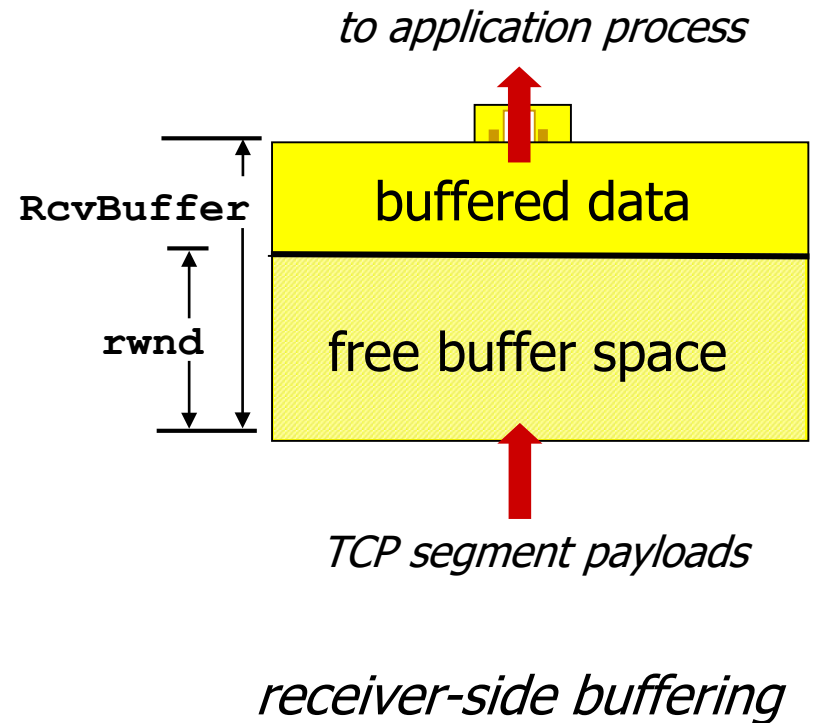 to application process
RcvBuffer
buffered data
rwnd
free buffer space
TCP segment payloads
receiver-side buffering